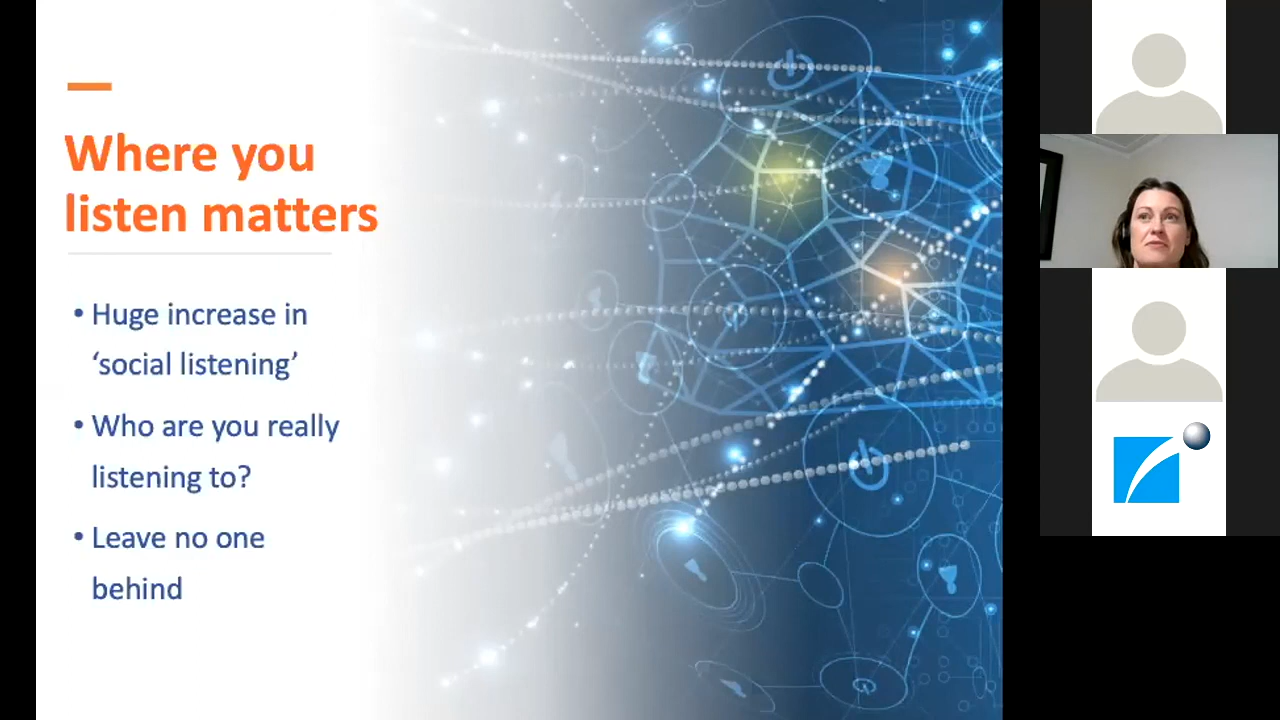 Where you
listen matters
• Huge increase in
‘social listening’
• Who are you really
listening to?
• Leave no one
behind